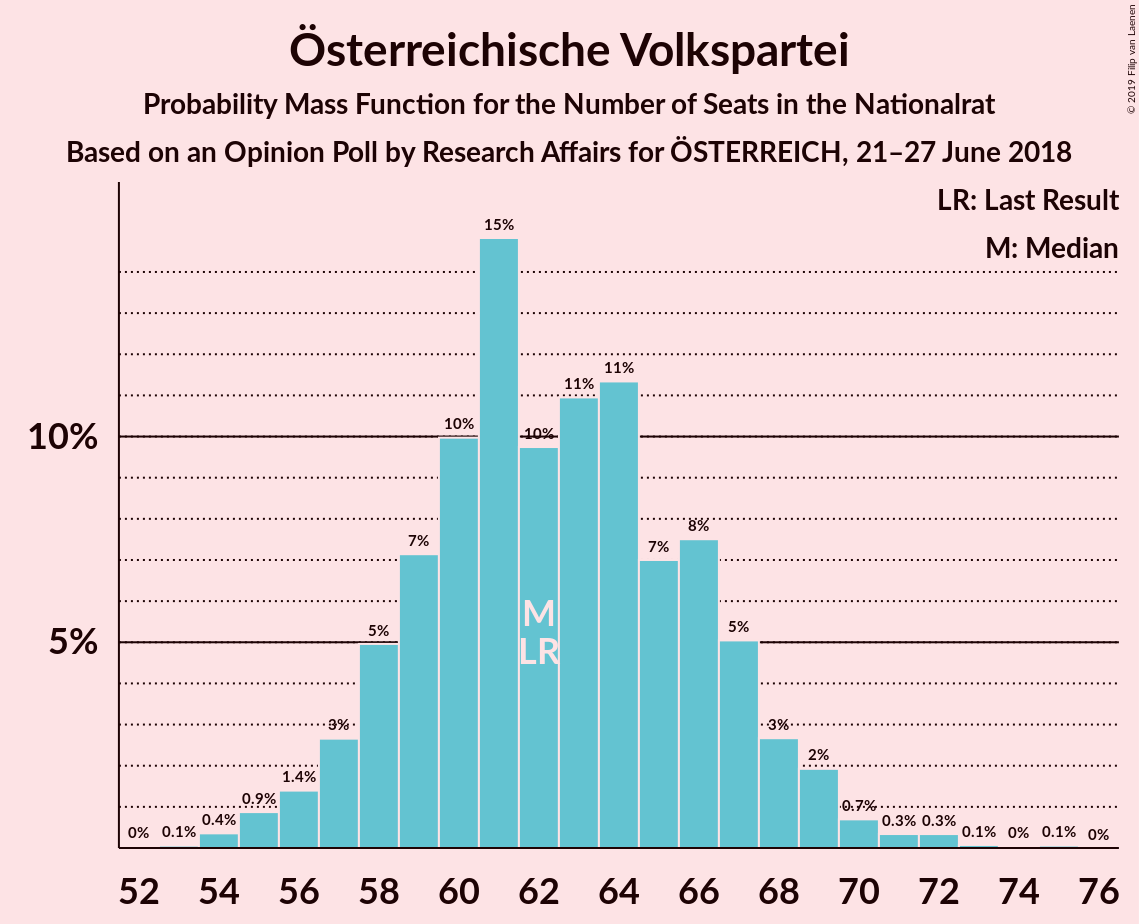 Österreichische Volkspartei
Probability Mass Function for the Number of Seats in the Nationalrat
Based on an Opinion Poll by Research Affairs for ÖSTERREICH, 21–27 June 2018
© 2019 Filip van Laenen
LR: Last Result
M: Median
10%
5%
0% 0.1% 0.4% 0.9% 1.4% 3% 5% 7% 10% 15% 10% 11% 11% 7% 8% 5% 3% 2% 0.7% 0.3% 0.3% 0.1% 0% 0.1% 0%
M
LR
52 54 56 58 60 62 64 66 68 70 72 74 76